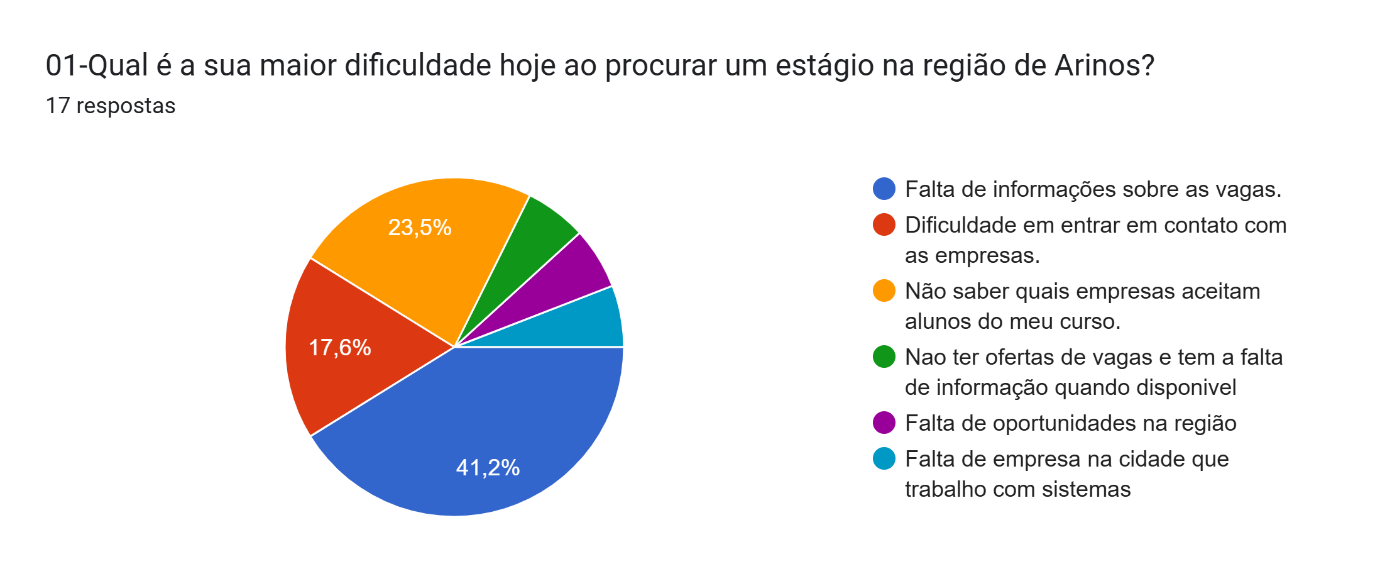 01-Qual é a sua maior dificuldade hoje ao procurar um estágio na região de Arinos?
17 respostas
23,5%
17,6%
41,2%
Falta de informações sobre as vagas.
Dificuldade em entrar em contato com
as empresas.
Não saber quais empresas aceitam
alunos do meu curso.
Nao ter ofertas de vagas e tem a falta
de informação quando disponivel
Falta de oportunidades na região
Falta de empresa na cidade que
trabalho com sistemas